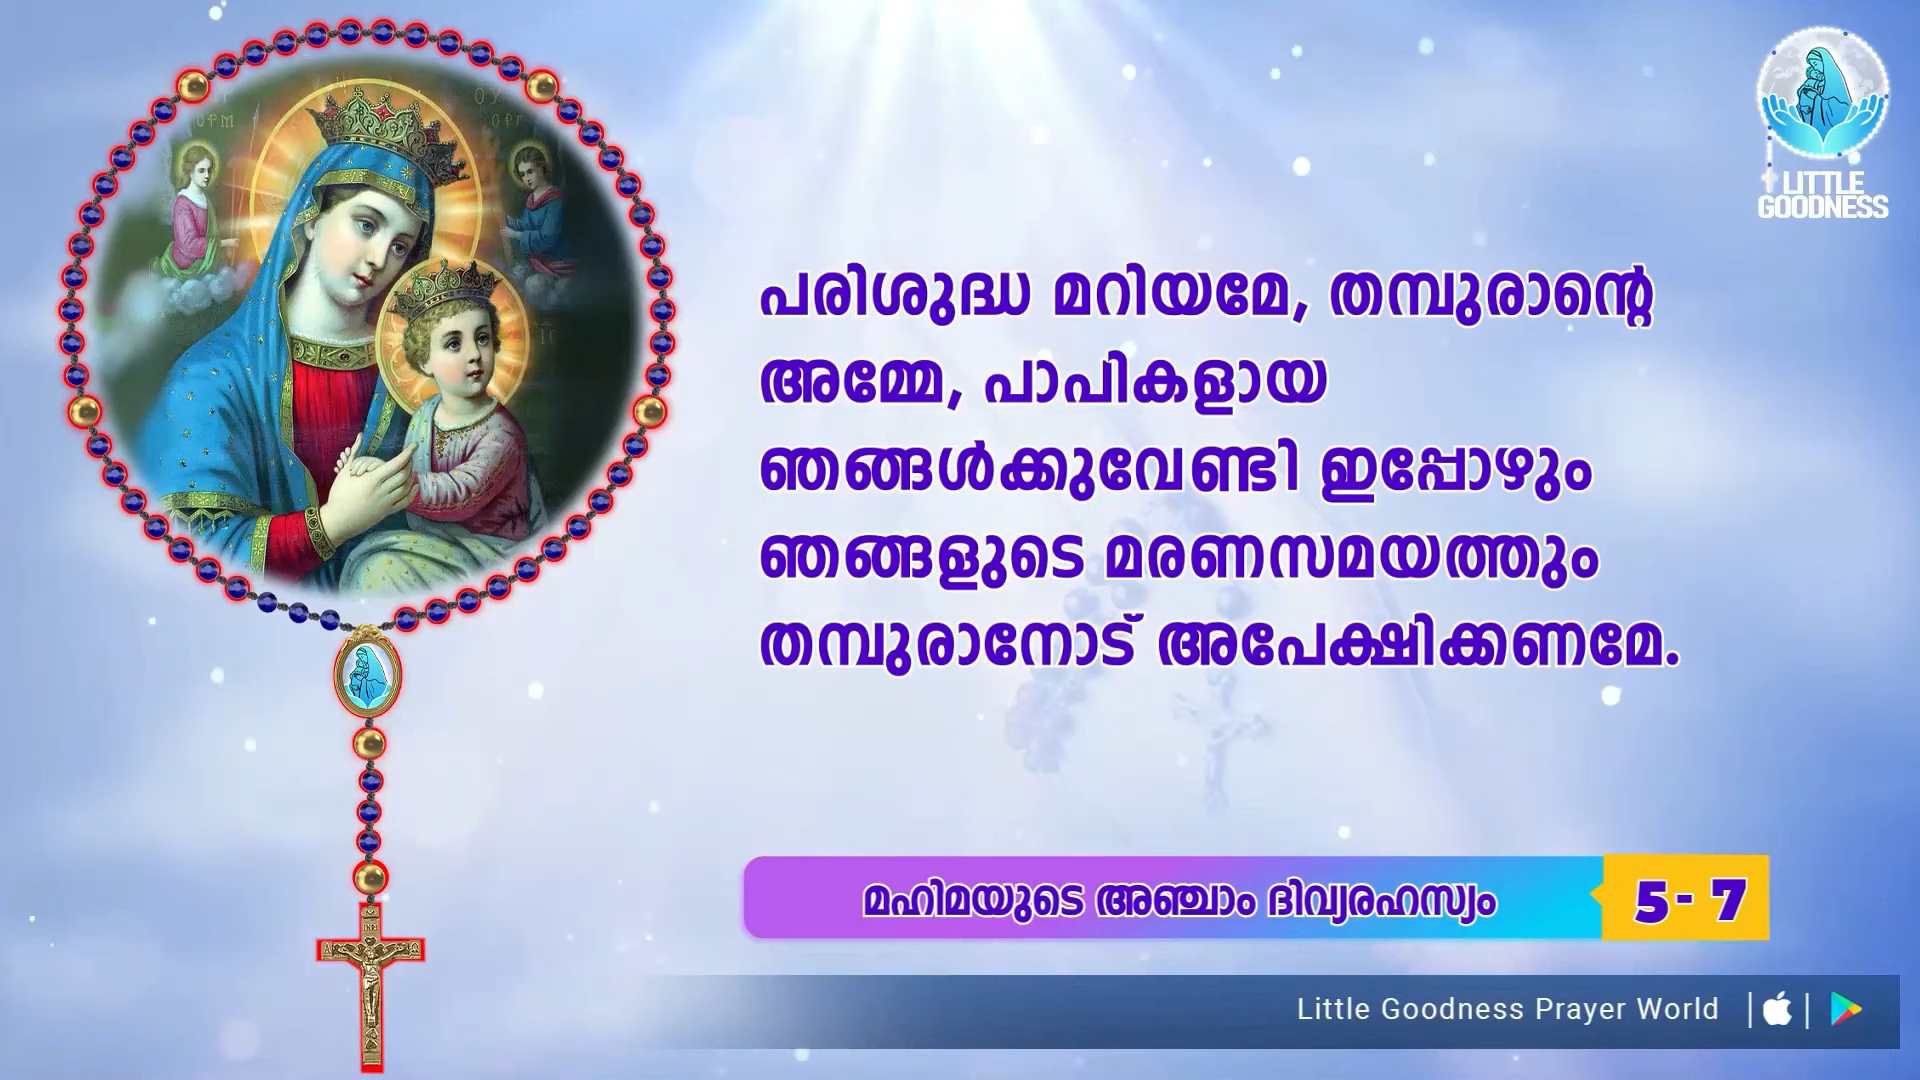 LITTLE
GOODNESS
പരിശുദ്ധ മറിയമേ, തമ്പുരാന്റെ
അമ്മേ, പാപികളായ
ഞങ്ങൾക്കുവേണ്ടി ഇപ്പോഴും
ഞങ്ങളുടെ മരണസമയത്തും
തമ്പുരാനോട് അപേക്ഷിക്കണമേ.
മഹിമയുടെ അഞ്ചാം ദിവ്യരഹസ്യം 5- 7
INRI
Little Goodness Prayer World